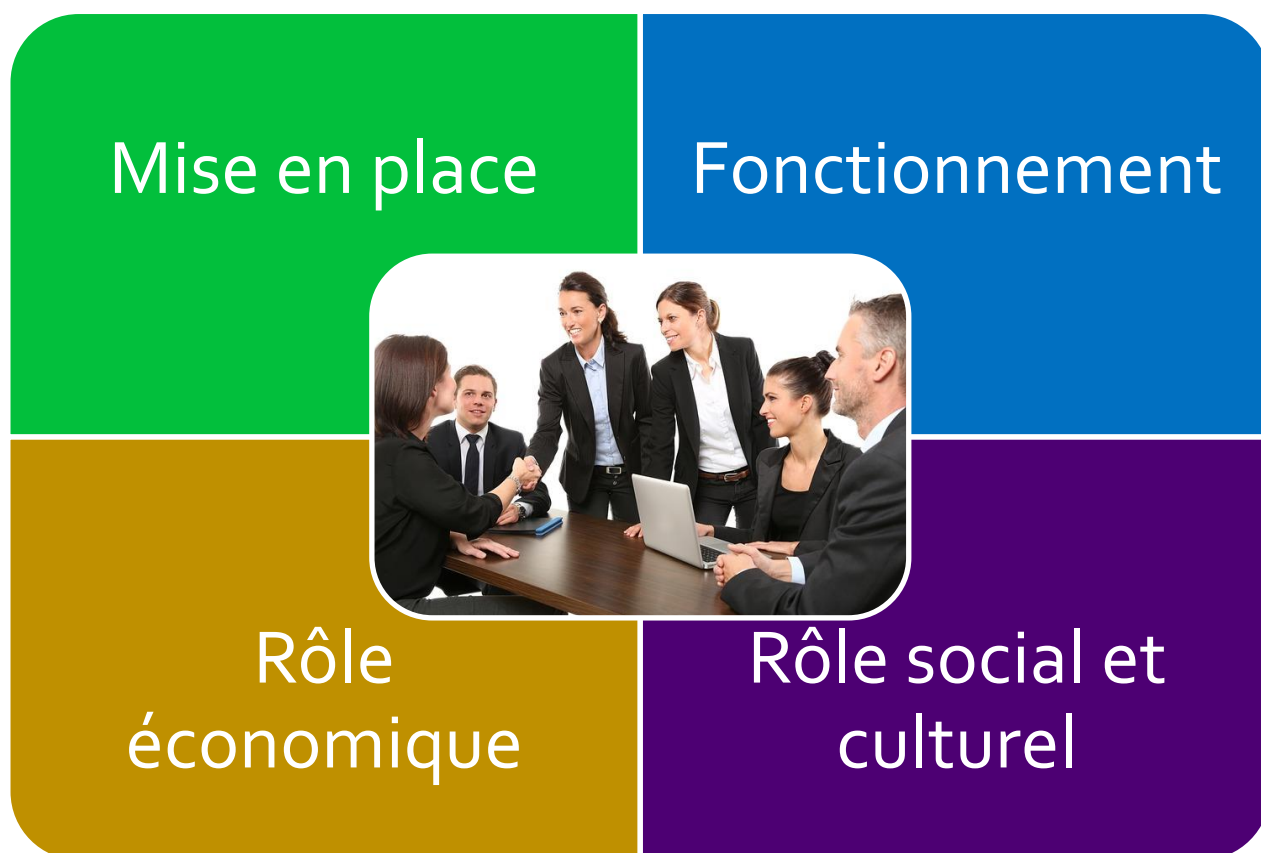 Mise en place
Fonctionnement
Rôle
économique
Rôle social et
culturel